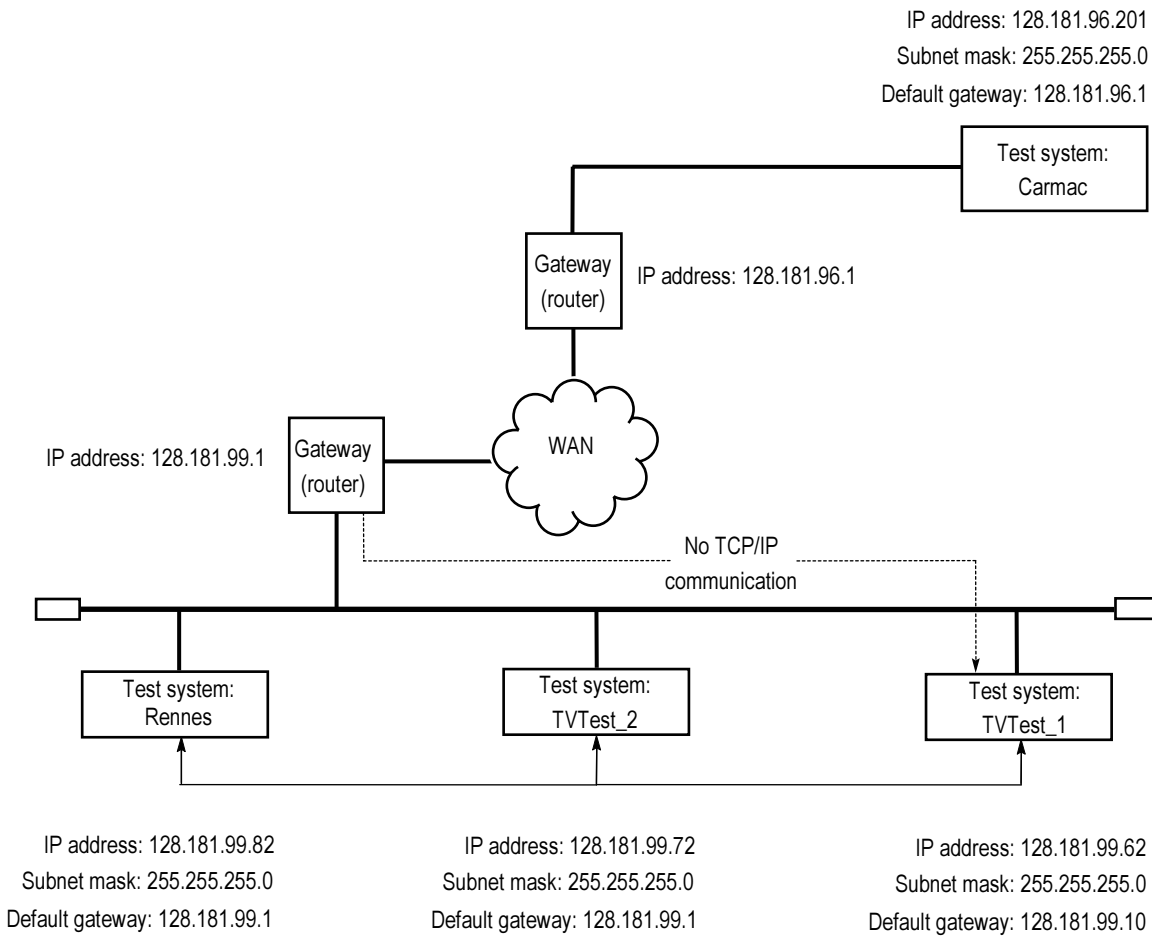 IP address: 128.181.96.201
Subnet mask: 255.255.255.0
Default gateway: 128.181.96.1
Test system:
Carmac
Gateway
(router)
IP address: 128.181.96.1
WAN
IP address: 128.181.99.1
Gateway
(router)
No TCP/IP
communication
Test system:
Rennes
Test system:
TVTest_2
Test system:
TVTest_1
IP address: 128.181.99.82
Subnet mask: 255.255.255.0
Default gateway: 128.181.99.1
IP address: 128.181.99.72
Subnet mask: 255.255.255.0
Default gateway: 128.181.99.1
IP address: 128.181.99.62
Subnet mask: 255.255.255.0
Default gateway: 128.181.99.10